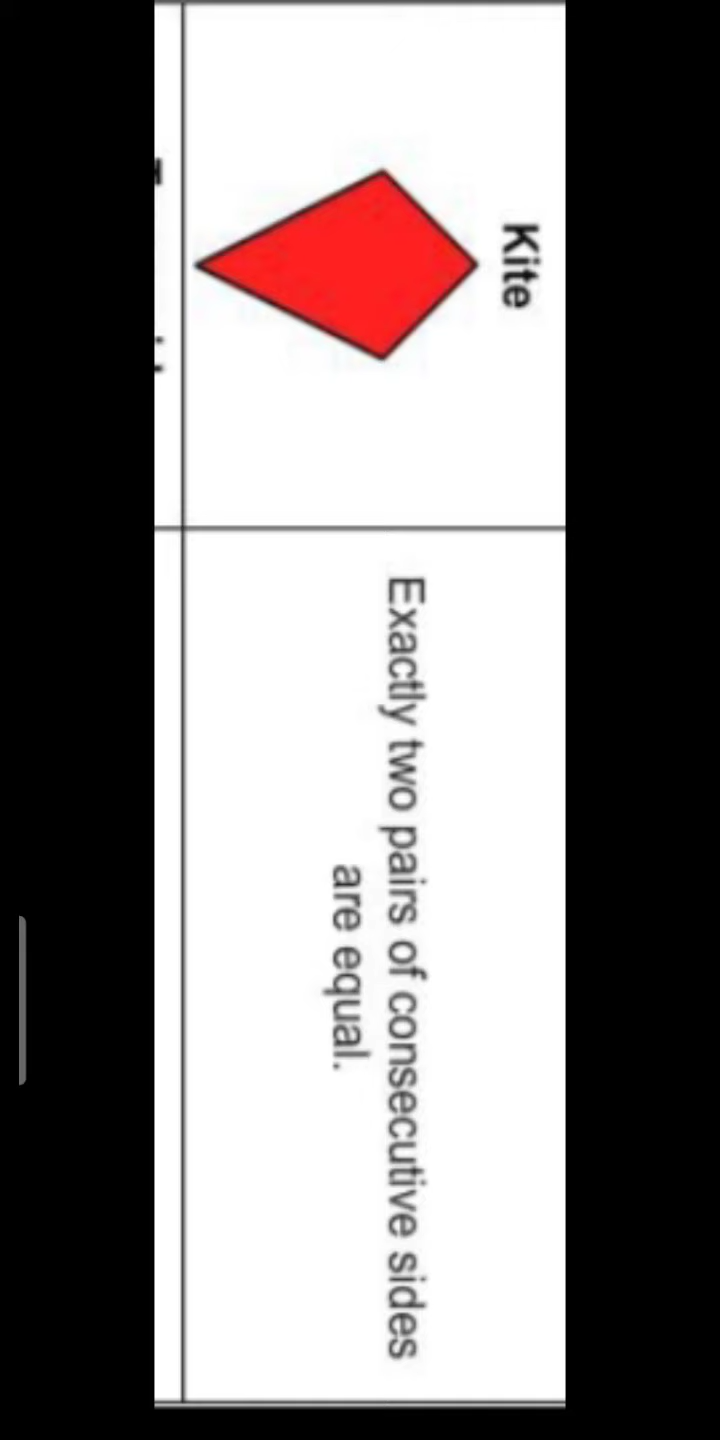 Kite
Exactly two pairs of consecutive sides
are equal.